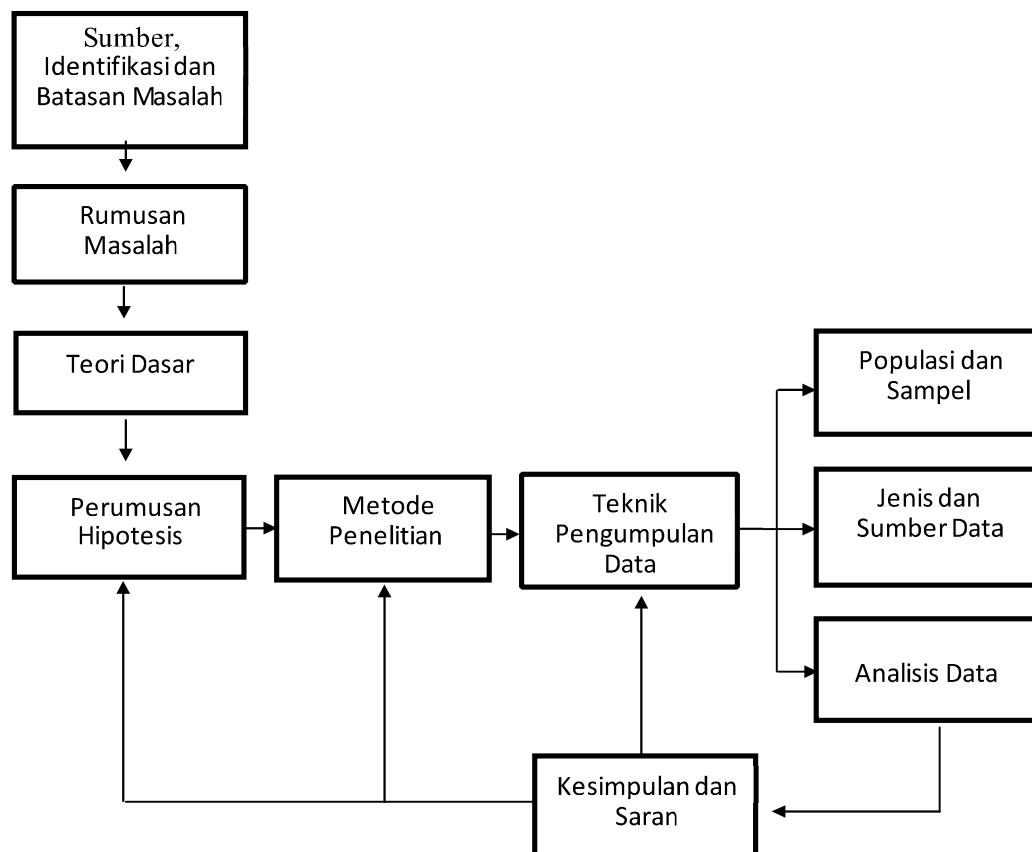 Sumber,
Identifikasi dan
Batasan Masalah
Rumusan
Masalah
Teori Dasar
Perumusan
Hipotesis
Metode
Penelitian
Teknik
Pengumpulan
Data
Populasi dan
Sampel
Jenis dan
Sumber Data
Analisis Data
Kesimpulan dan
Saran